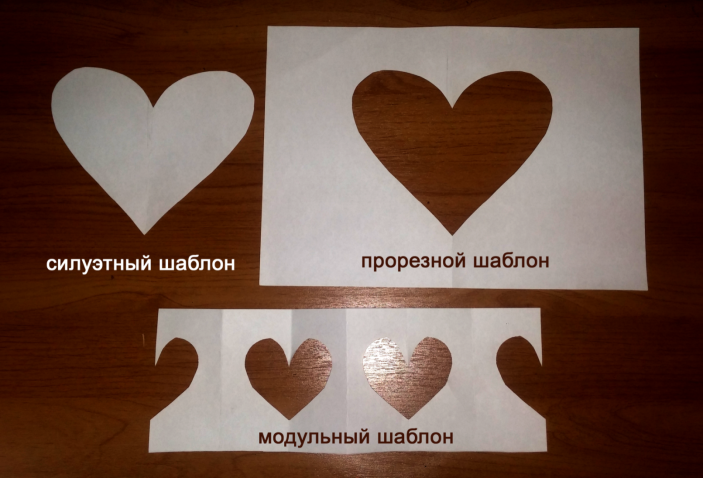 силуэтный шаблон
прорезной шаблон
модульный шаблон